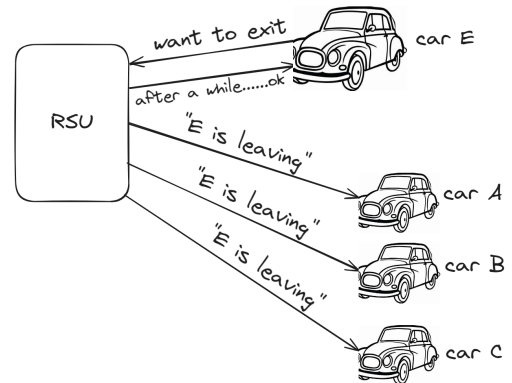 want to exit
car E
after a while......ok
RSU
"E is leaving"
car A
"E is leaving"
car B
"E is leaving"
car C